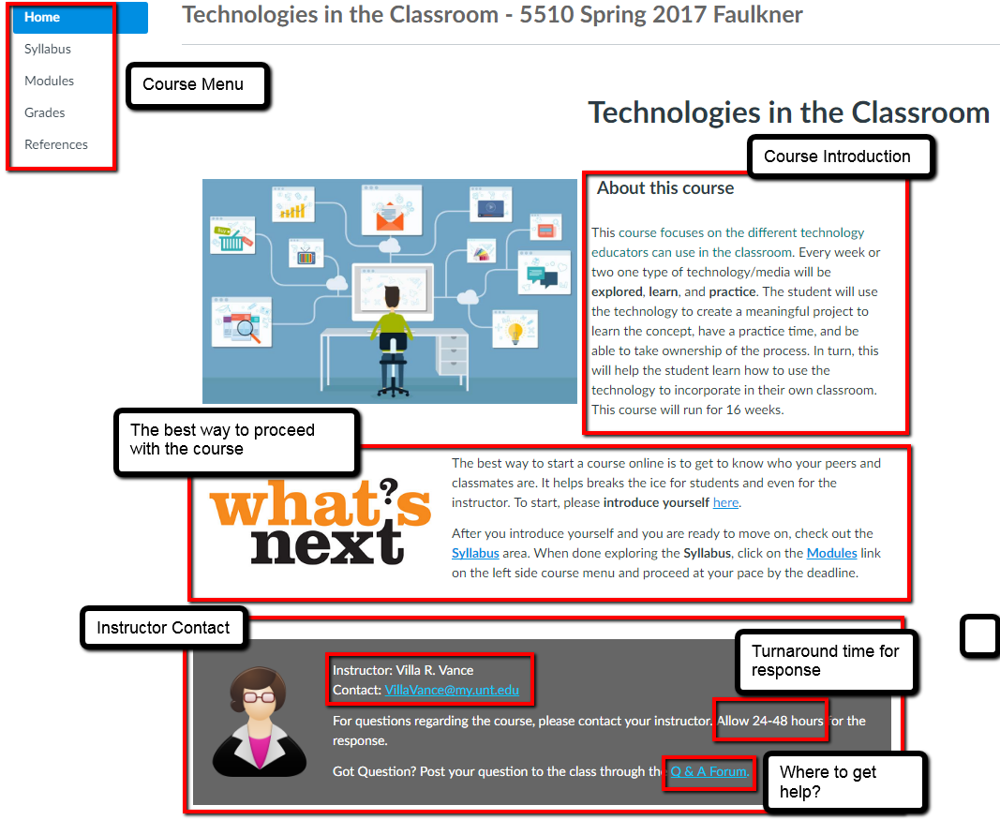 Home
Technologies in the Classroom - 5510 Spring 2017 Faulkner
Syllabus
Modules
Grades
References
Course Menu
Technologies in the Classroom
Course Introduction
About this course
This course focuses on the different technology
educators can use in the classroom. Every week or
two one type of technology/media will be
explored, learn, and practice. The student will use
the technology to create a meaningful project to
learn the concept, have a practice time, and be
able to take ownership of the process. In turn, this
will help the student learn how to use the
technology to incorporate in their own classroom.
This course will run for 16 weeks.
The best way to proceed
with the course
what's
next
The best way to start a course online is to get to know who your peers and
classmates are. It helps breaks the ice for students and even for the
instructor. To start, please introduce yourself here.
After you introduce yourself and you are ready to move on, check out the
Syllabus area. When done exploring the Syllabus, click on the Modules link
on the left side course menu and proceed at your pace by the deadline.
Instructor Contact
Turnaround time for
response
Instructor: Villa R. Vance
Contact: VillaVance@my.unt.edu
For questions regarding the course, please contact your instructor. Allow 24-48 hours for the
response.
Got Question? Post your question to the class through the Q & A Forum.
Where to get
help?